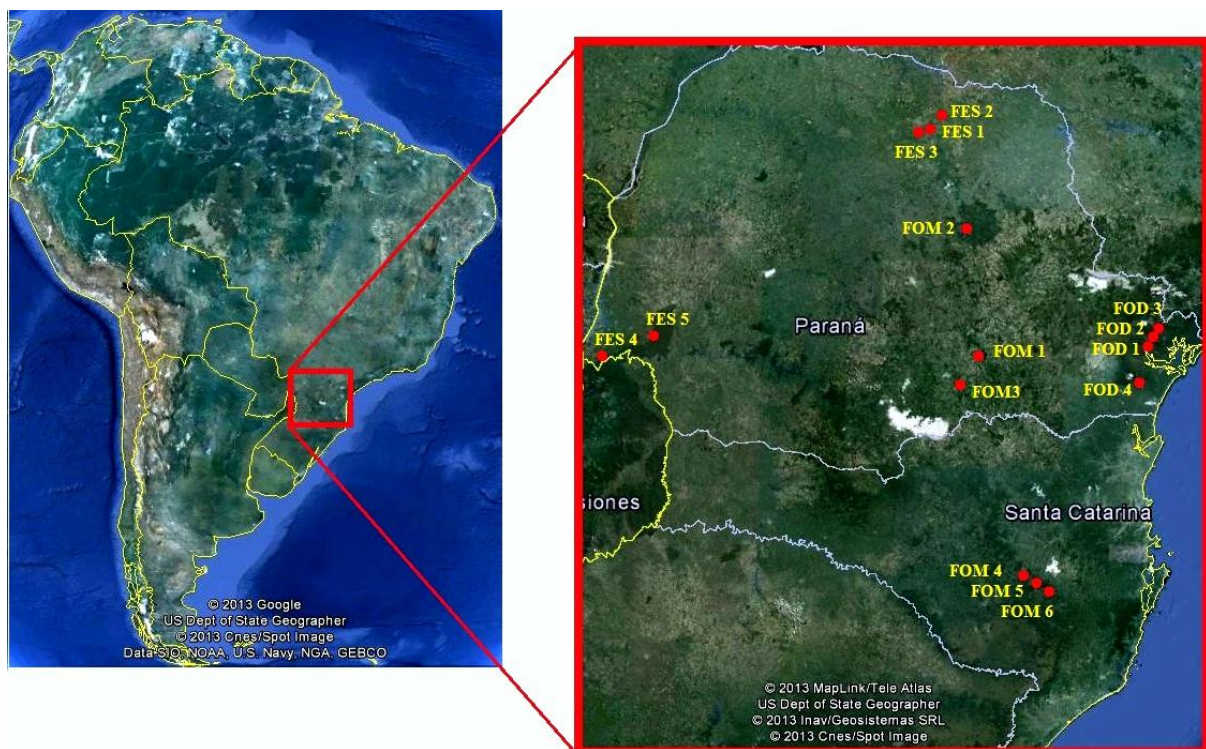 © 2013 Google
US Dept of State Geographer
© 2013 Cnes/Spot Image
Data SIO, NOAA, U.S. Navy, NGA, GEBCO
FES 2
FES 1
FES 3
FOM 2
FOD 3
Paraná
FOD 2
FES 5
FES 4
FOD 1
FOM 1
FOD 4
FOM3
siones
Santa Catarina
FOM 4
FOM 5
FOM 6
© 2013 MapLink/Tele Atlas
US Dept of State Geographer
© 2013 Inav/Geosistemas SRL
© 2013 Cnes/Spot Image